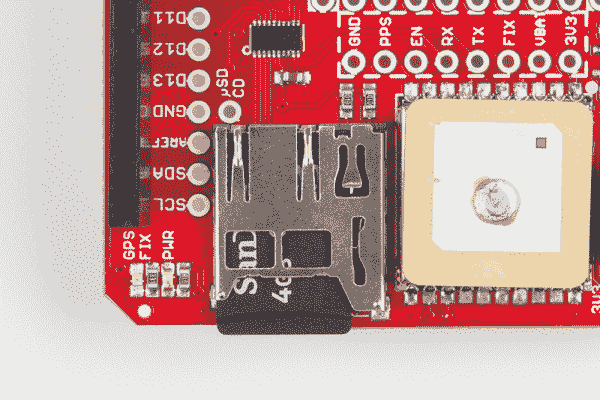 D11
D12
D13
GND
AREF
SDA
SCL
µSD
CD
GND
PPS
EN
RX
TX
FIX
VBAT
3V3
GPS
FIX
PWR
3V3